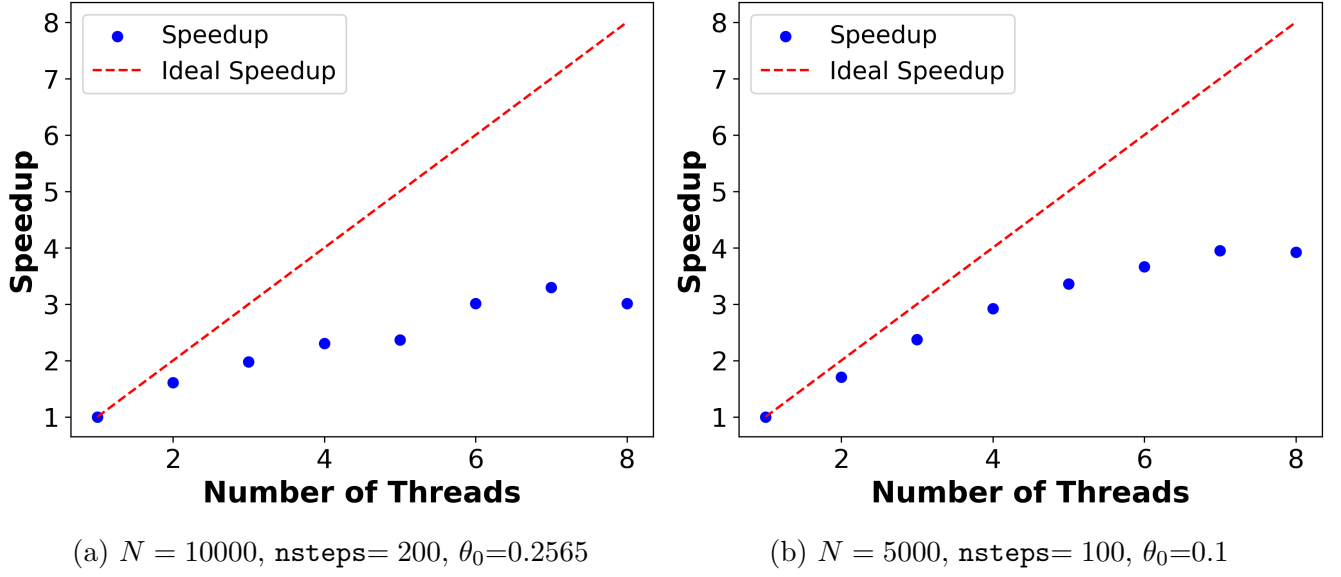 Speedup
Ideal Speedup
8
7
6
5
4
3
2
1
Speedup
2
4
6
8
Number of Threads
(a) N = 10000, nsteps= 200, θ₀=0.2565
Speedup
Ideal Speedup
8
7
6
5
4
3
2
1
Speedup
2
4
6
8
Number of Threads
(b) N = 5000, nsteps= 100, θ₀=0.1